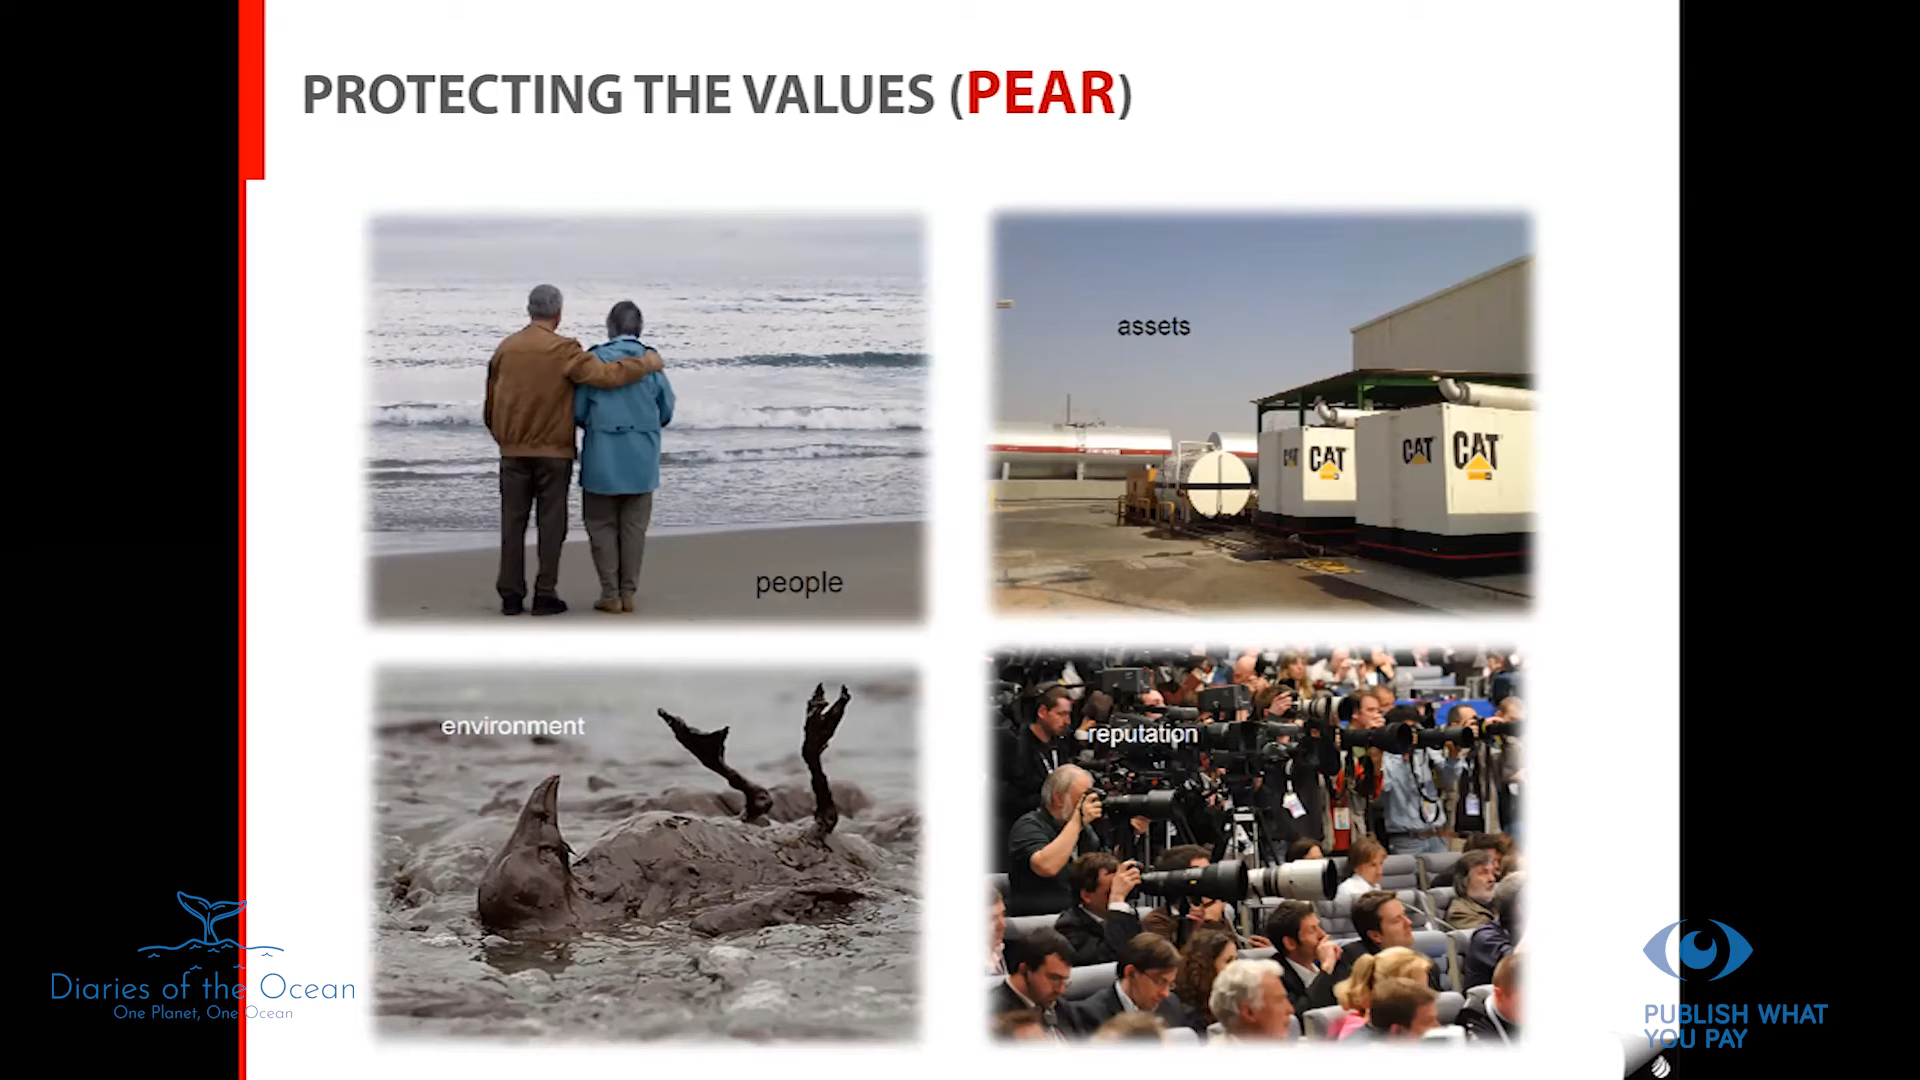 PROTECTING THE VALUES (PEAR)
people
assets
CAT CAT
CAT CAT
environment
reputation
Diaries of the Ocean
One Planet, One Ocean
PUBLISH WHAT
YOU PAY